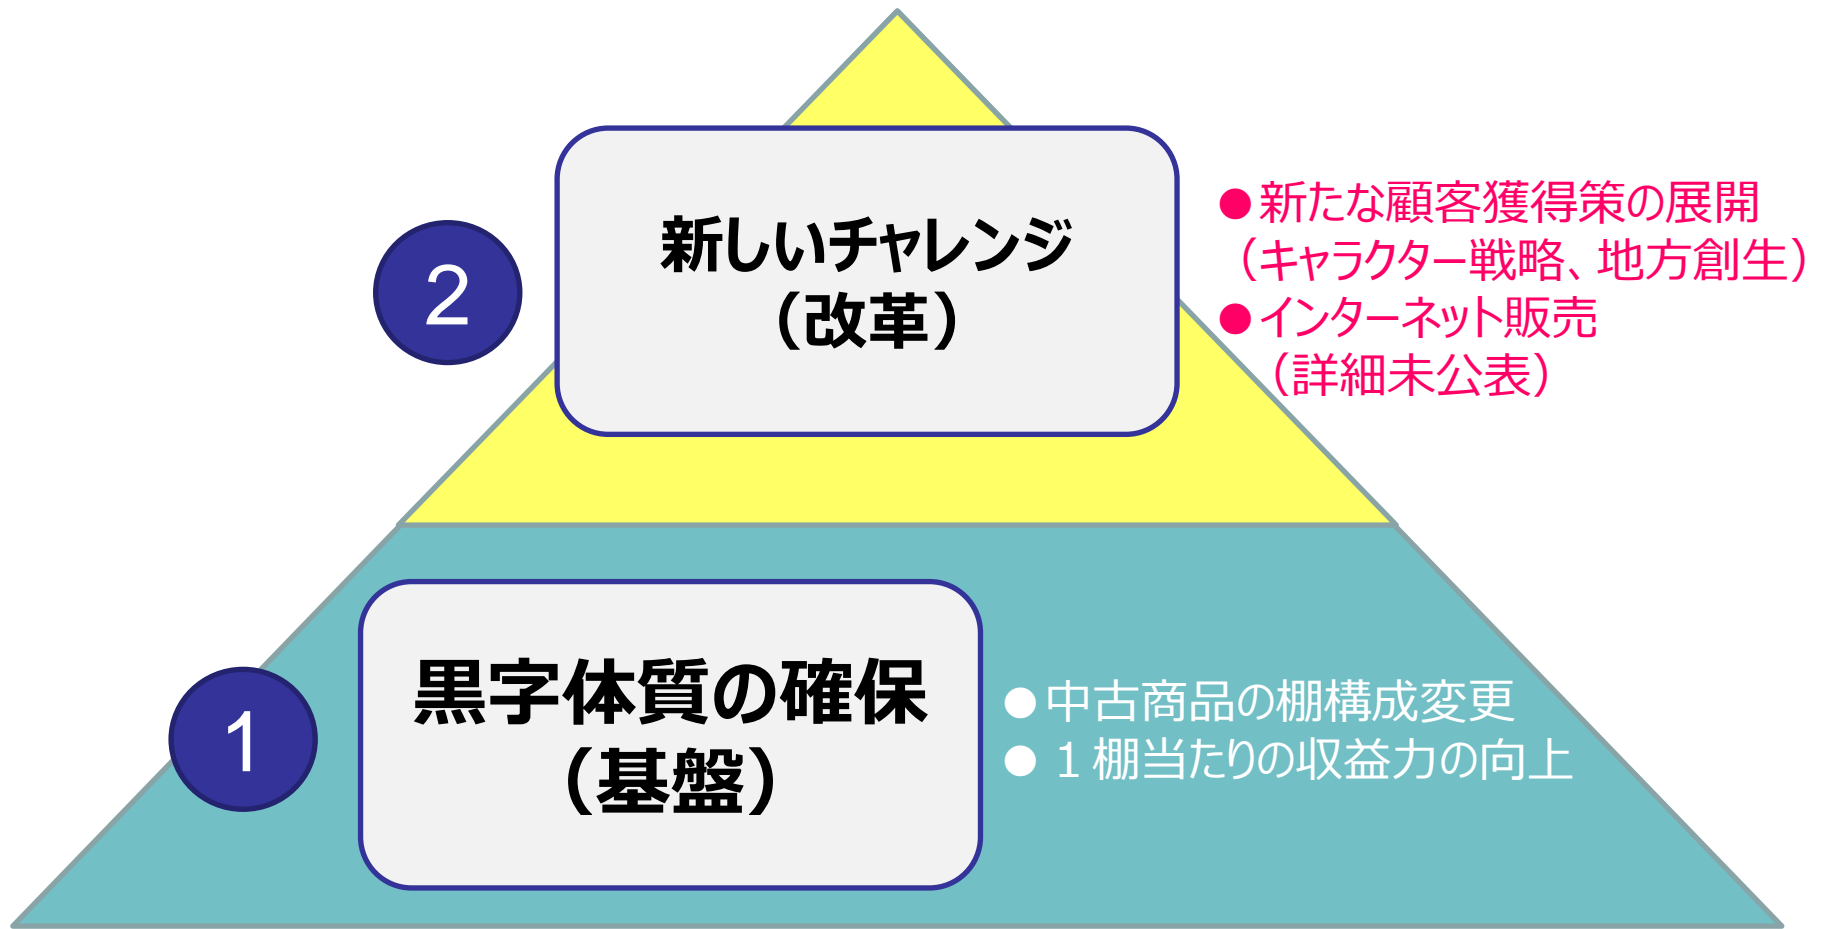 2
新しいチャレンジ
（改革）
●新たな顧客獲得策の展開
（キャラクター戦略、地方創生）
●インターネット販売
（詳細未公表）
1
黒字体質の確保
（基盤）
●中古商品の棚構成変更
●１棚当たりの収益力の向上